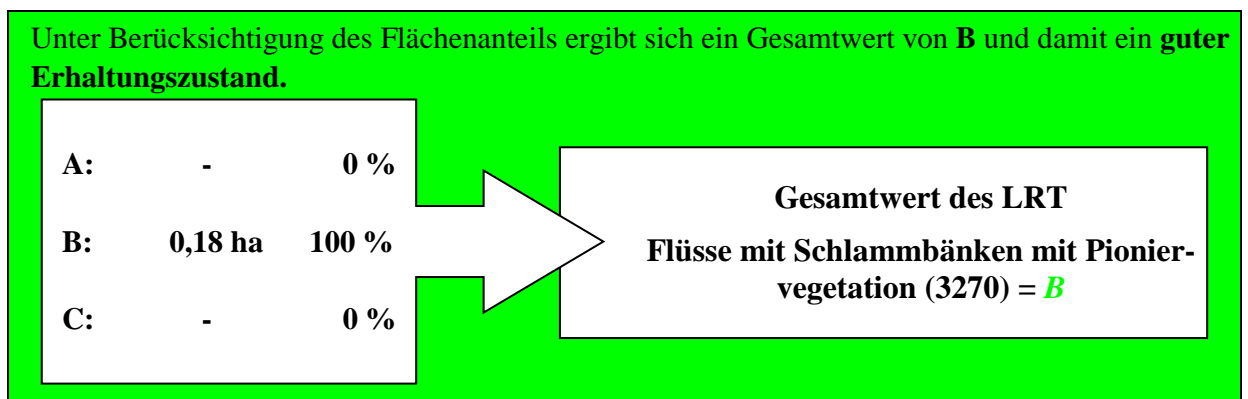 Unter Berücksichtigung des Flächenanteils ergibt sich ein Gesamtwert von B und damit ein guter
Erhaltungszustand.
A: - 0 %
B: 0,18 ha 100 %
C: - 0 %
Gesamtwert des LRT
Flüsse mit Schlammbänken mit Pionier-
vegetation (3270) = B